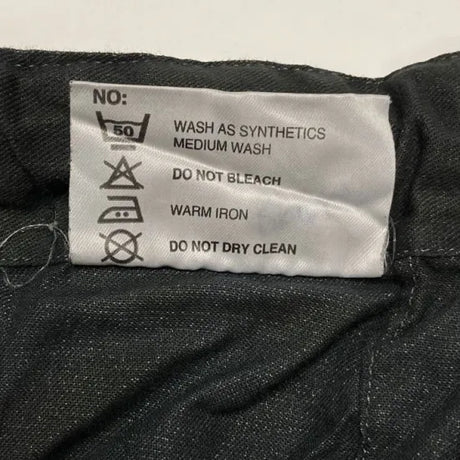 NO:
50
WASH AS SYNTHETICS
MEDIUM WASH
DO NOT BLEACH
WARM IRON
DO NOT DRY CLEAN